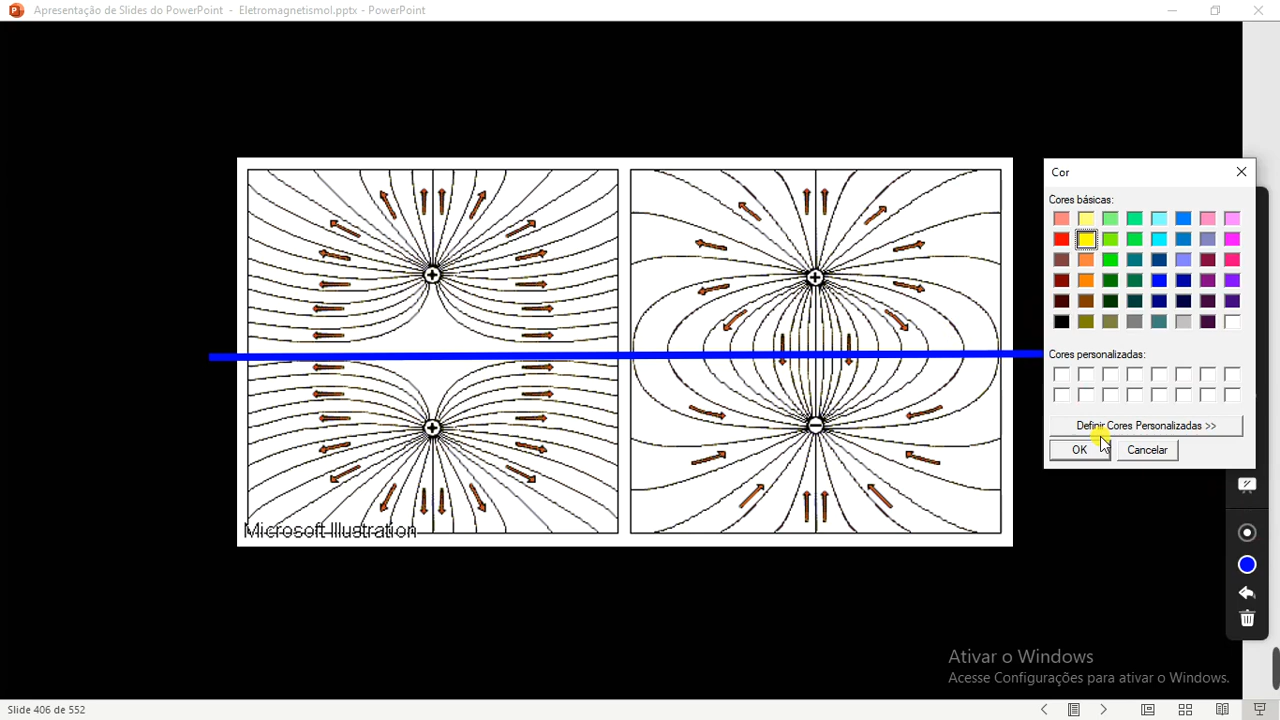 Apresentação de Slides do PowerPoint - Eletromagnetismol.pptx - PowerPoint
Cor
Cores básicas:
Cores personalizadas:
Definir Cores Personalizadas >>
OK
Cancelar
Microsoft Illustration
Ativar o Windows
Acesse Configurações para ativar o Windows.
Slide 406 de 552